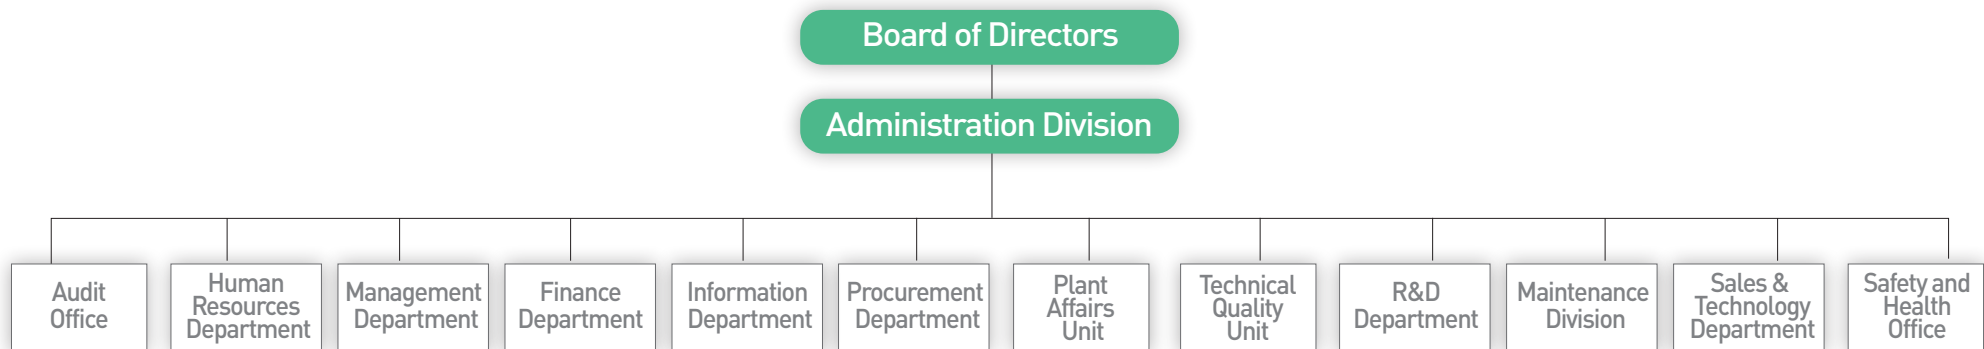 Board of Directors
Administration Division
Audit
Office
Human
Resources
Department
Management
Department
Finance
Department
Information
Department
Procurement
Department
Plant
Affairs
Unit
Technical
Quality
Unit
R&D
Department
Maintenance
Division
Sales &
Technology
Department
Safety and
Health
Office